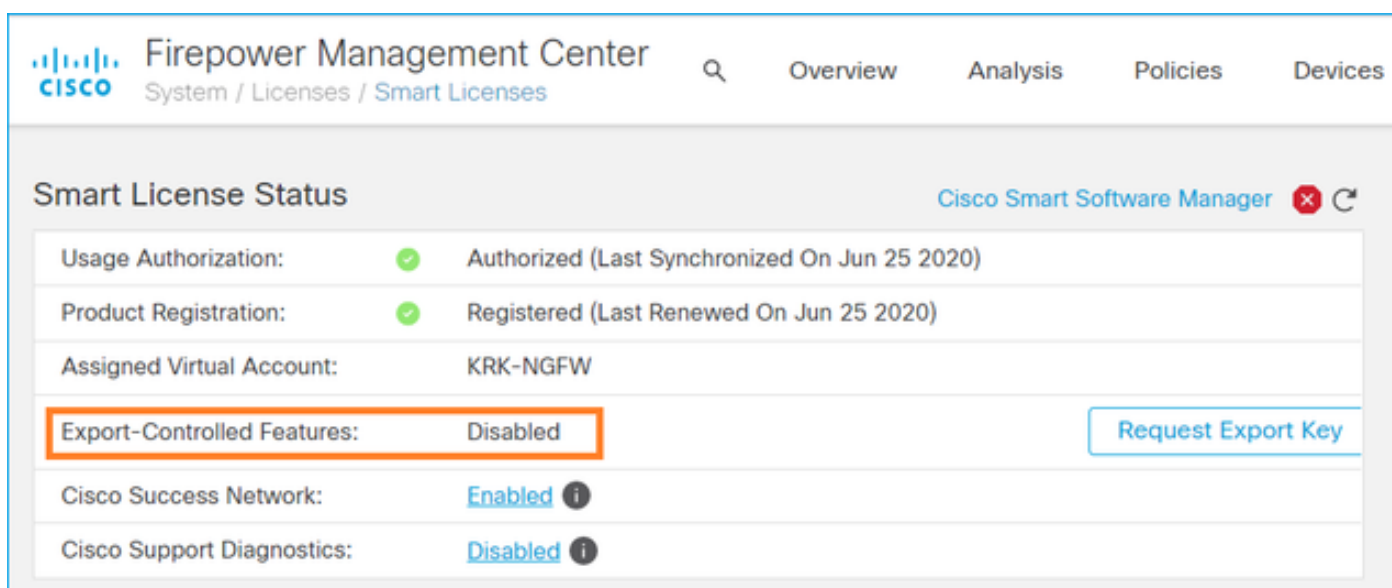 CISCO
Firepower Management Center
System / Licenses / Smart Licenses
Overview
Analysis
Policies
Devices
Smart License Status
Cisco Smart Software Manager
Usage Authorization: Authorized (Last Synchronized On Jun 25 2020)
Product Registration: Registered (Last Renewed On Jun 25 2020)
Assigned Virtual Account: KRK-NGFW
Export-Controlled Features: Disabled
Request Export Key
Cisco Success Network: Enabled
Cisco Support Diagnostics: Disabled